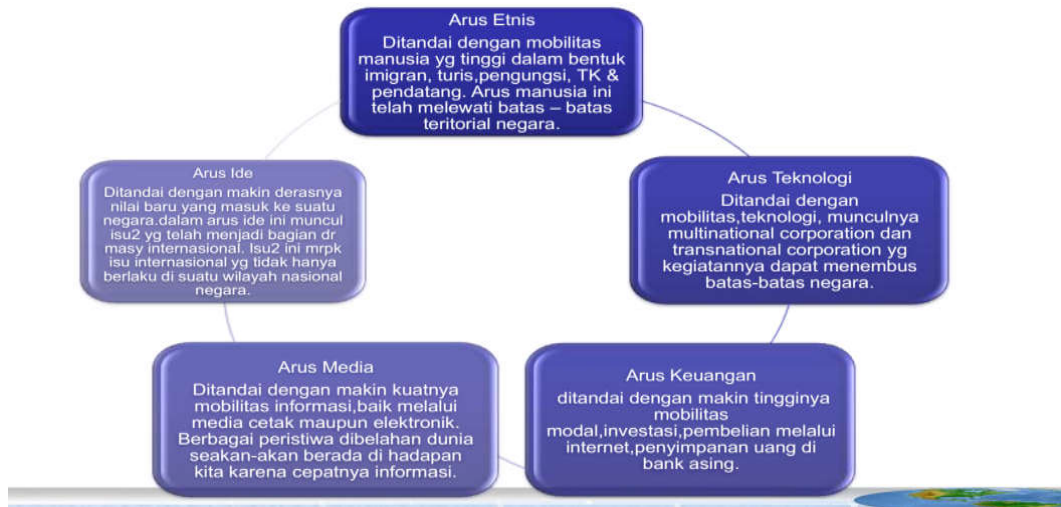 Arus Etnis
Ditandai dengan mobilitas
manusia yg tinggi dalam bentuk
imigran, turis,pengungsi, TK &
pendatang. Arus manusia ini
telah melewati batas – batas
teritorial negara.
Arus Teknologi
Ditandai dengan
mobilitas,teknologi, munculnya
multinational corporation dan
transnational corporation yg
kegiatannya dapat menembus
batas-batas negara.
Arus Keuangan
ditandai dengan makin tingginya
mobilitas
modal,investasi,pembelian melalui
internet,penyimpanan uang di
bank asing.
Arus Media
Ditandai dengan makin kuatnya
mobilitas informasi,baik melalui
media cetak maupun elektronik.
Berbagai peristiwa dibelahan dunia
seakan-akan berada di hadapan
kita karena cepatnya informasi.
Arus Ide
Ditandai dengan makin derasnya
nilai baru yang masuk ke suatu
negara.dalam arus ide ini muncul
isu2 yg telah menjadi bagian dr
masy internasional. Isu2 ini mrpk
isu internasional yg tidak hanya
berlaku di suatu wilayah nasional
negara.